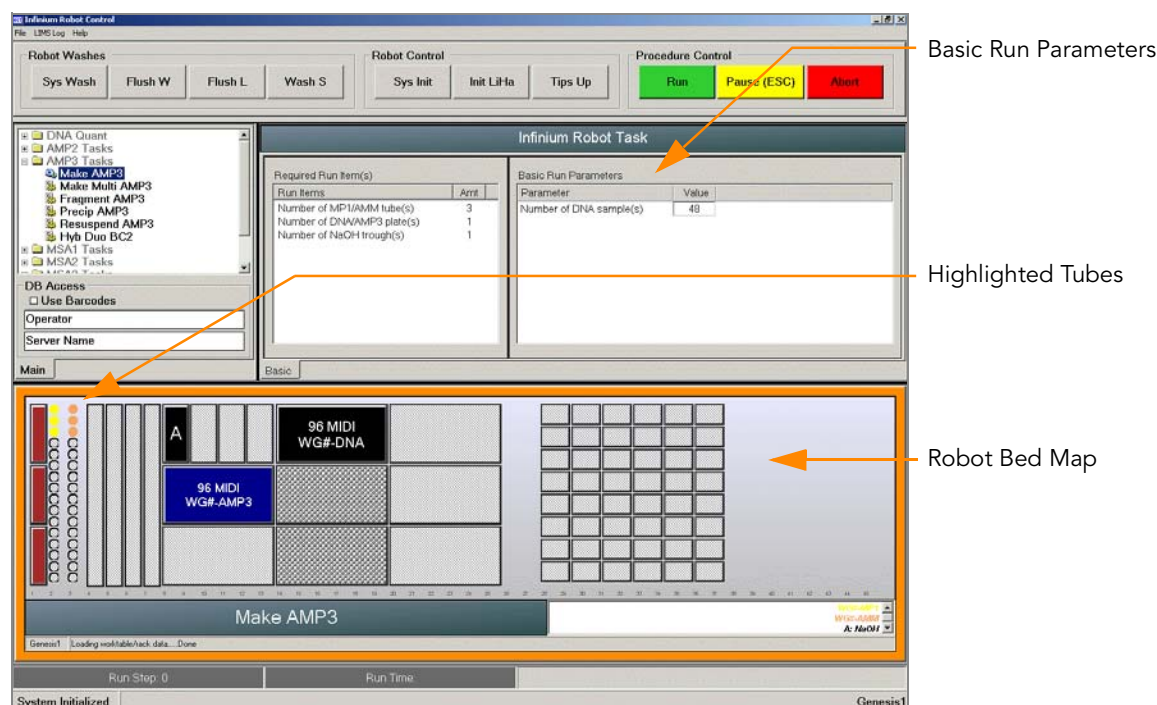 Infinium Robot Control
File LIMS Log Help
Robot Washes
Sys Wash Flush W Flush L Wash S
Robot Control
Sys Init Init LiHa Tips Up
Procedure Control
Run Pause (ESC) Abort
Basic Run Parameters
DNA Quant
AMP2 Tasks
AMP3 Tasks
Make AMP3
Make Multi AMP3
Fragment AMP3
Precip AMP3
Resuspend AMP3
Hyb Duo BC2
MSA1 Tasks
MSA2 Tasks
MSA3 Tasks
DB Access
Use Barcodes
Operator
Server Name
Main
Infinium Robot Task
Required Run Item(s)
Run Items Amt
Number of MP1/AMM tube(s) 3
Number of DNA/AMP3 plate(s) 1
Number of NaOH trough(s) 1
Basic Run Parameters
Parameter Value
Number of DNA sample(s) 48
Basic
Highlighted Tubes
A
96 MIDI
WG#-DNA
96 MIDI
WG#-AMP3
Robot Bed Map
Make AMP3
WG#-MP1
WG#-AMM
A: NaOH
Genesis1 Loading worktable/rack data....Done
Run Step: 0 Run Time:
System Initialized Genesis1